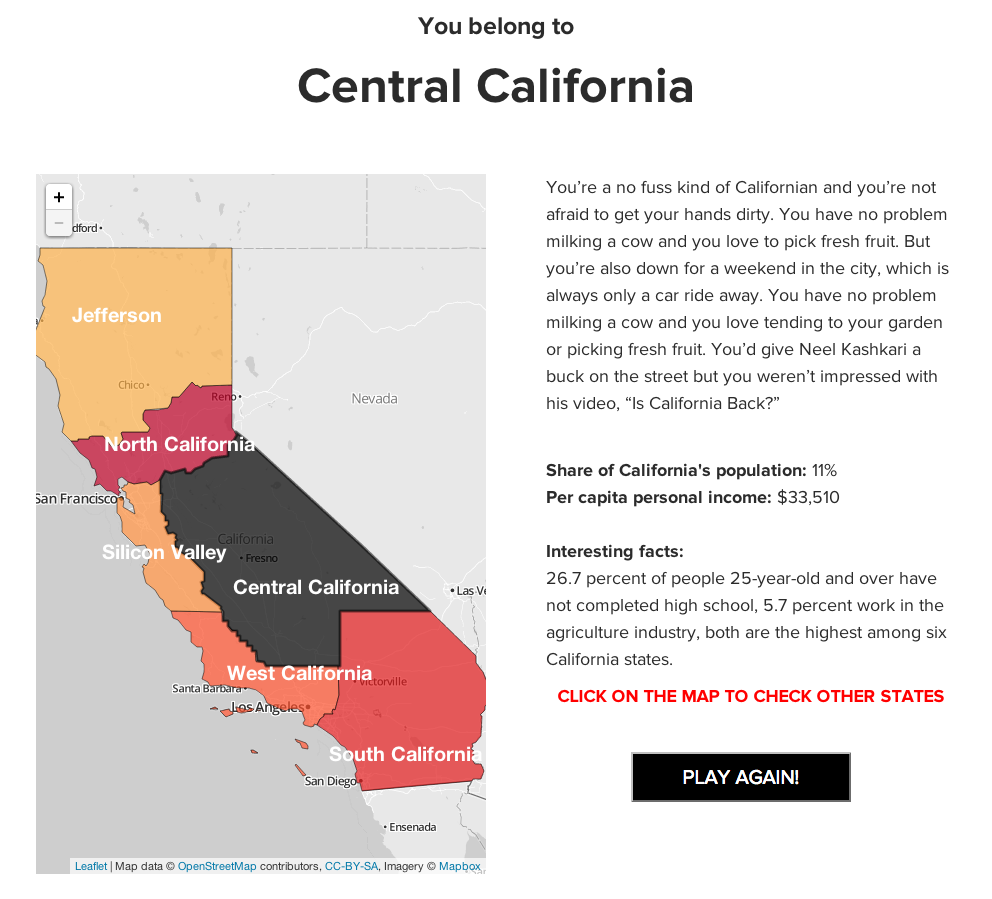 You belong to
Central California
+
−
dford
Jefferson
Chico
Reno
Nevada
North California
San Francisco
Silicon Valley
California
Fresno
Central California
Las Ve
West California
Santa Barbara
Victorville
Los Angeles
South California
San Diego
Ensenada
Leaflet | Map data © OpenStreetMap contributors, CC-BY-SA, Imagery © Mapbox
You’re a no fuss kind of Californian and you’re not
afraid to get your hands dirty. You have no problem
milking a cow and you love to pick fresh fruit. But
you’re also down for a weekend in the city, which is
always only a car ride away. You have no problem
milking a cow and you love tending to your garden
or picking fresh fruit. You’d give Neel Kashkari a
buck on the street but you weren’t impressed with
his video, “Is California Back?”
Share of California's population: 11%
Per capita personal income: $33,510
Interesting facts:
26.7 percent of people 25-year-old and over have
not completed high school, 5.7 percent work in the
agriculture industry, both are the highest among six
California states.
CLICK ON THE MAP TO CHECK OTHER STATES
PLAY AGAIN!